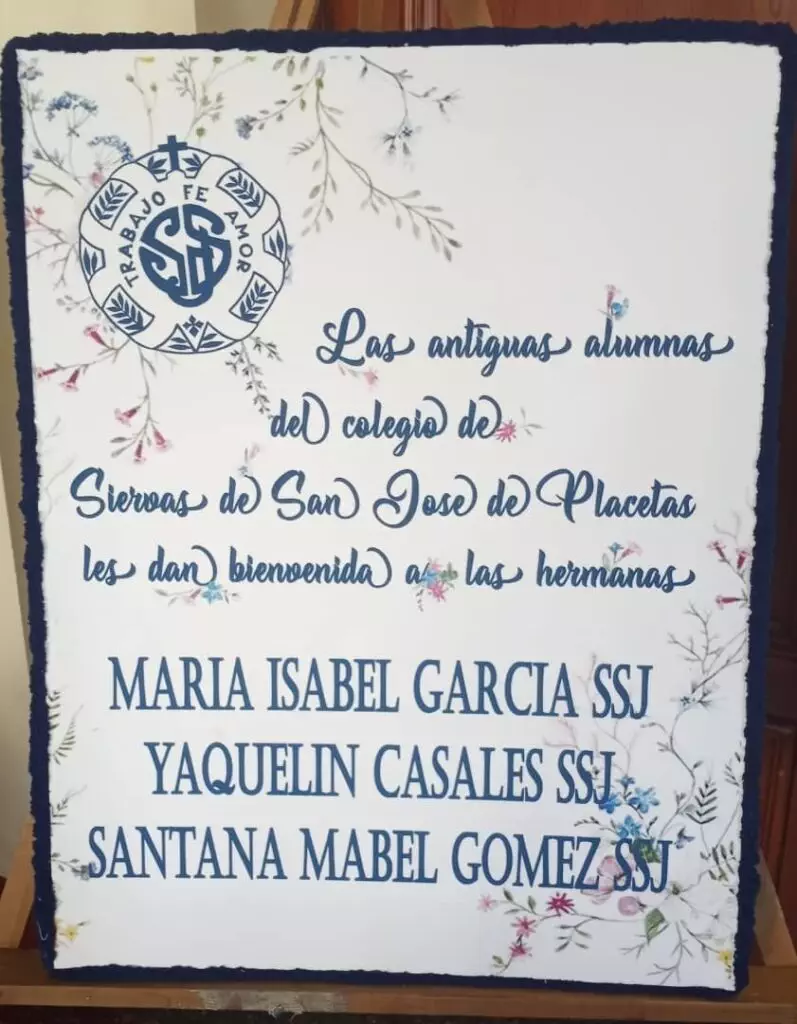 TRABAJO FE AMOR
SSJ
Las antiguas alumnas
del colegio de
Siervas de San Jose de Placetas
les dan bienvenida a las hermanas
MARIA ISABEL GARCIA SSJ
YAQUELIN CASALES SSJ
SANTANA MABEL GOMEZ SSJ